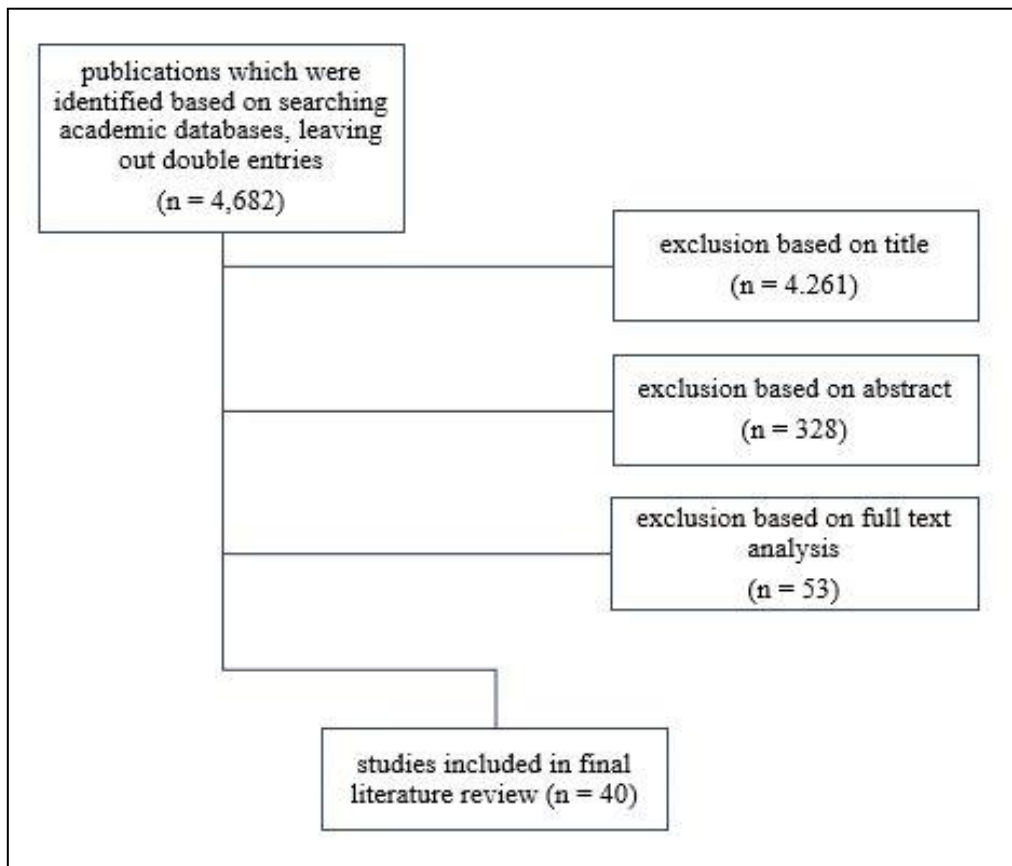 publications which were
identified based on searching
academic databases, leaving
out double entries
(n = 4,682)
exclusion based on title
(n = 4.261)
exclusion based on abstract
(n = 328)
exclusion based on full text
analysis
(n = 53)
studies included in final
literature review (n = 40)